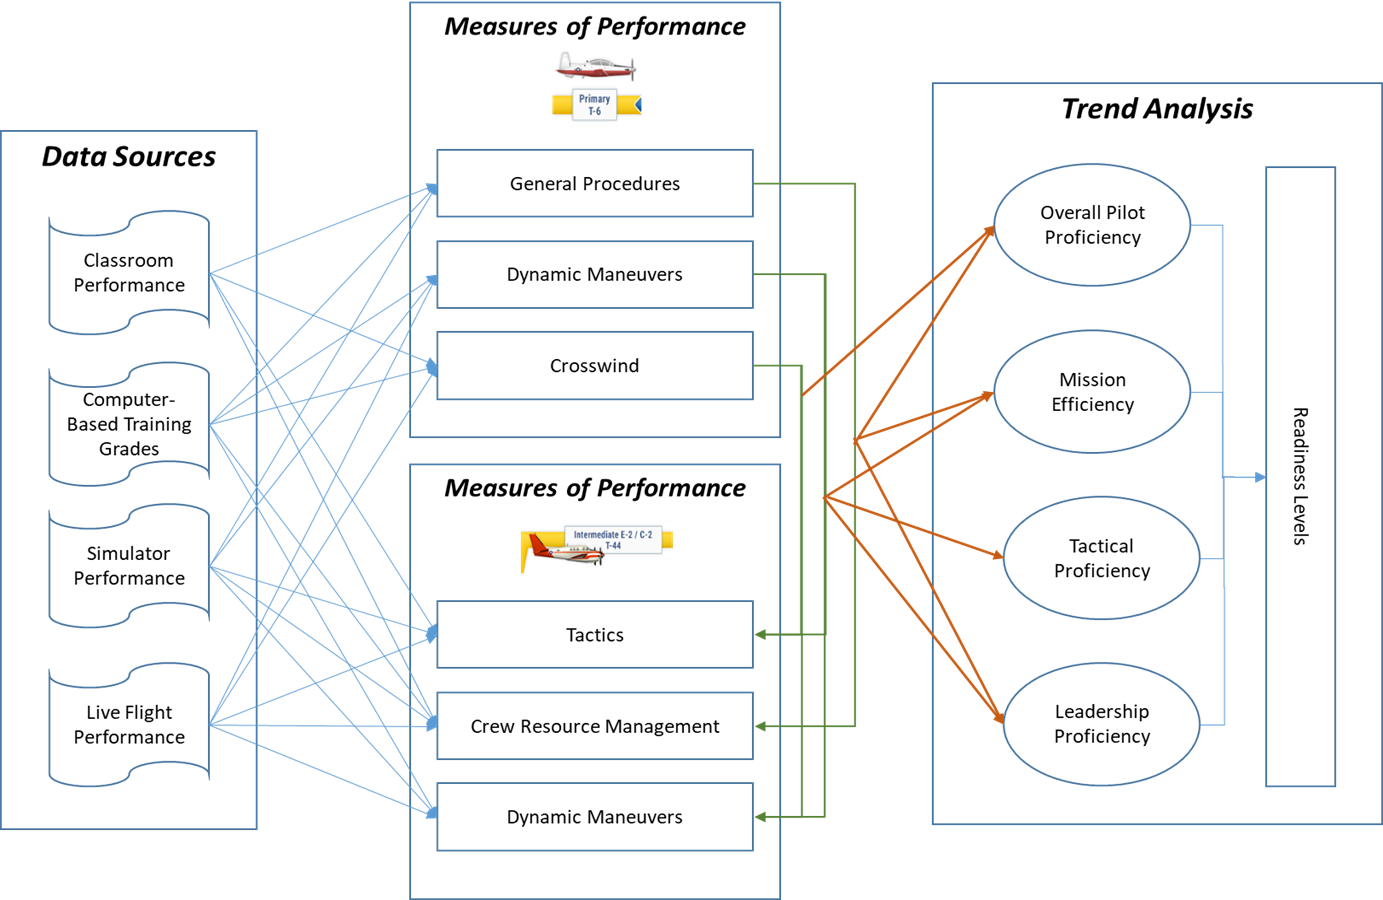 Data Sources
Classroom
Performance
Computer-
Based Training
Grades
Simulator
Performance
Live Flight
Performance
Measures of Performance
Primary
T-6
General Procedures
Dynamic Maneuvers
Crosswind
Measures of Performance
Intermediate E-2 / C-2
T-44
Tactics
Crew Resource Management
Dynamic Maneuvers
Trend Analysis
Overall Pilot
Proficiency
Mission
Efficiency
Tactical
Proficiency
Leadership
Proficiency
Readiness Levels